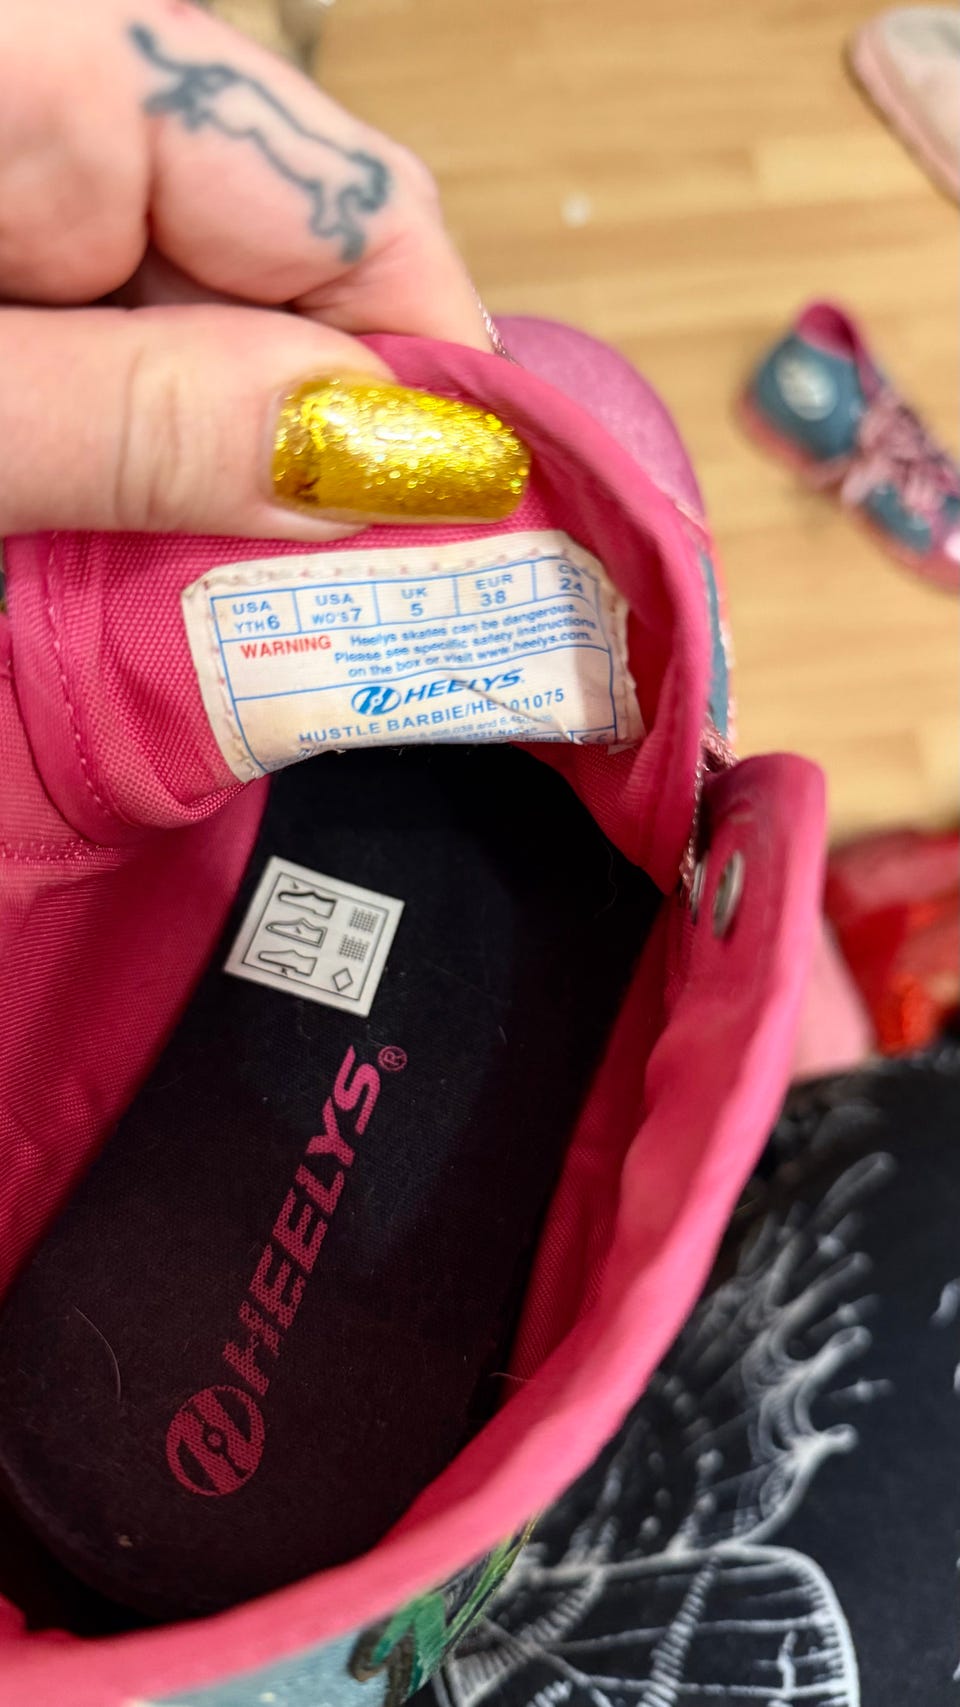 USA USA UK EUR CM
YTH 6 WO'S 7 5 38 24
WARNING Heelys skates can be dangerous.
Please see specific safety instructions
on the box or visit www.heelys.com.
HEELYS
HUSTLE BARBIE/HE101075
HEELYS®